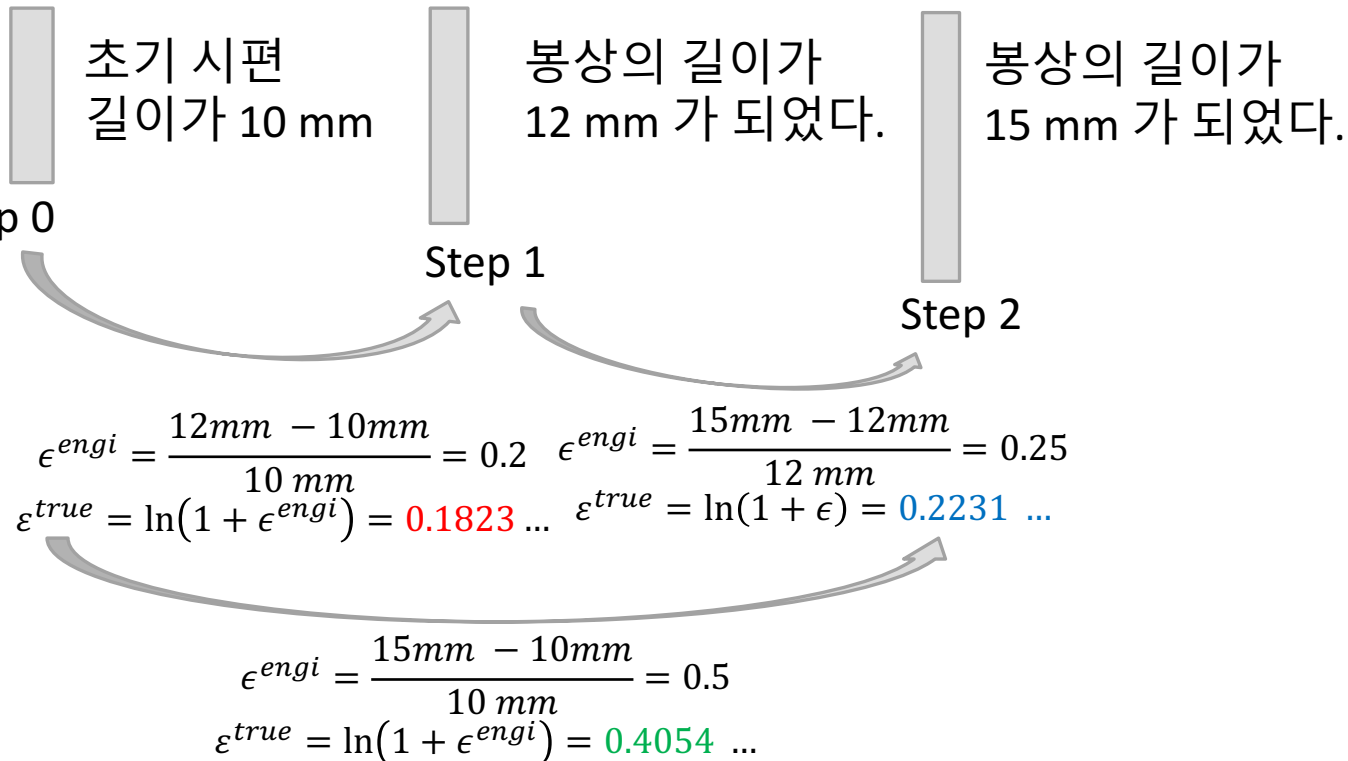 초기 시편
길이가 10 mm
봉상의 길이가
12 mm 가 되었다.
봉상의 길이가
15 mm 가 되었다.
p 0
Step 1
Step 2
𝜖^{engi} = \frac{12mm − 10mm}{10 mm} = 0.2
𝜀^{true} = ln(1 + 𝜖^{engi}) = 0.1823 ...
𝜖^{engi} = \frac{15mm − 12mm}{12 mm} = 0.25
𝜀^{true} = ln(1 + 𝜖) = 0.2231 ...
𝜖^{engi} = \frac{15mm − 10mm}{10 mm} = 0.5
𝜀^{true} = ln(1 + 𝜖^{engi}) = 0.4054 ...